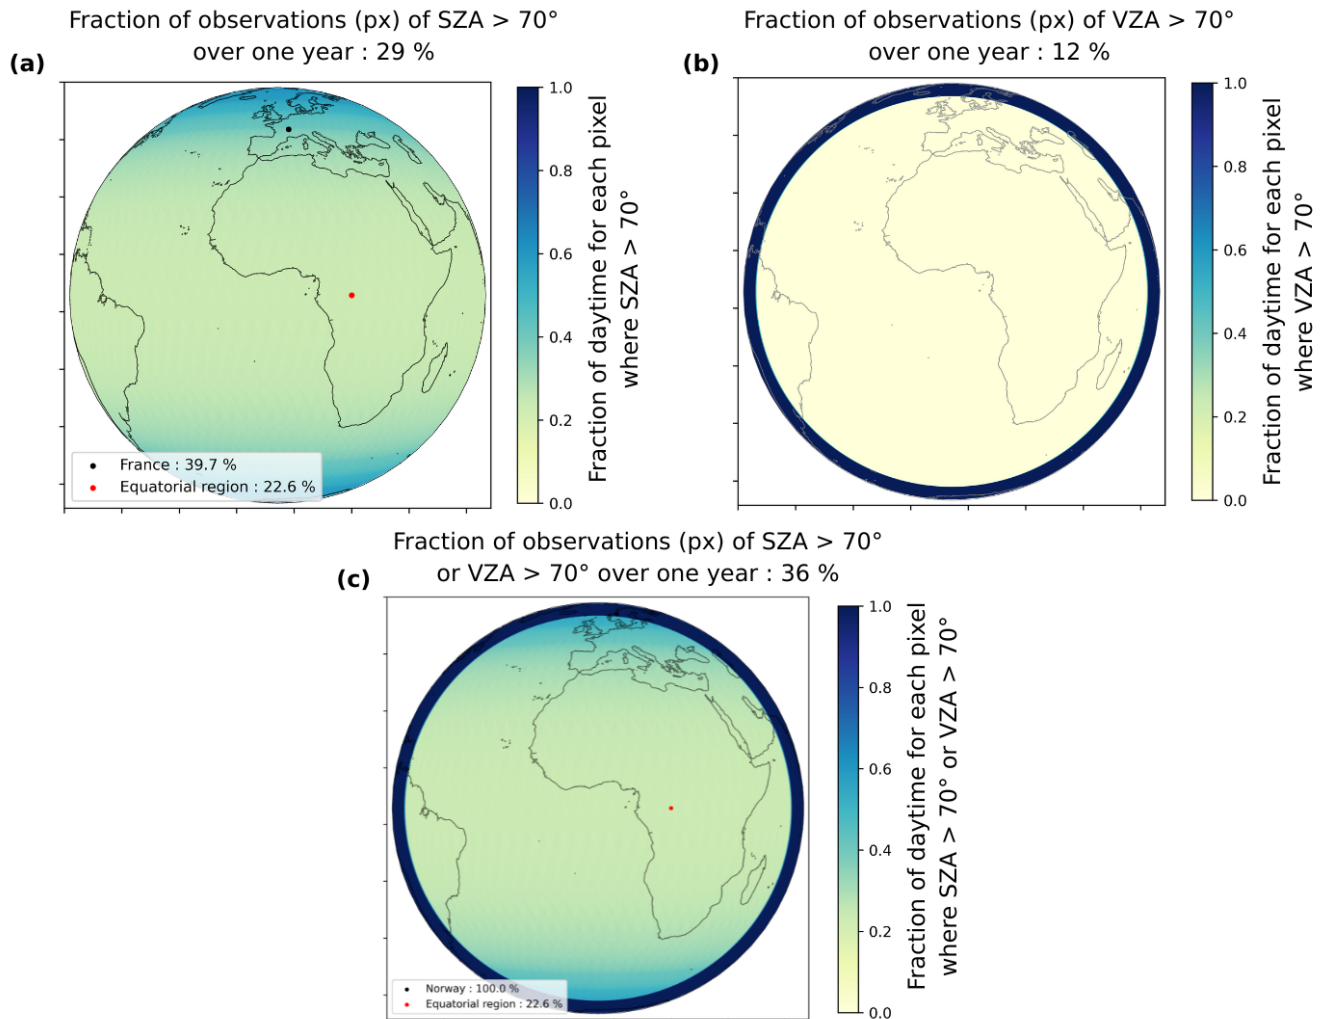 Fraction of observations (px) of SZA > 70°
over one year : 29 %
(a)
1.0
0.8
0.6
0.4
0.2
0.0
Fraction of daytime for each pixel
where SZA > 70°
France : 39.7 %
Equatorial region : 22.6 %
Fraction of observations (px) of VZA > 70°
over one year : 12 %
(b)
1.0
0.8
0.6
0.4
0.2
0.0
Fraction of daytime for each pixel
where VZA > 70°
Fraction of observations (px) of SZA > 70°
or VZA > 70° over one year : 36 %
(c)
1.0
0.8
0.6
0.4
0.2
0.0
Fraction of daytime for each pixel
where SZA > 70° or VZA > 70°
Norway : 100.0 %
Equatorial region : 22.6 %